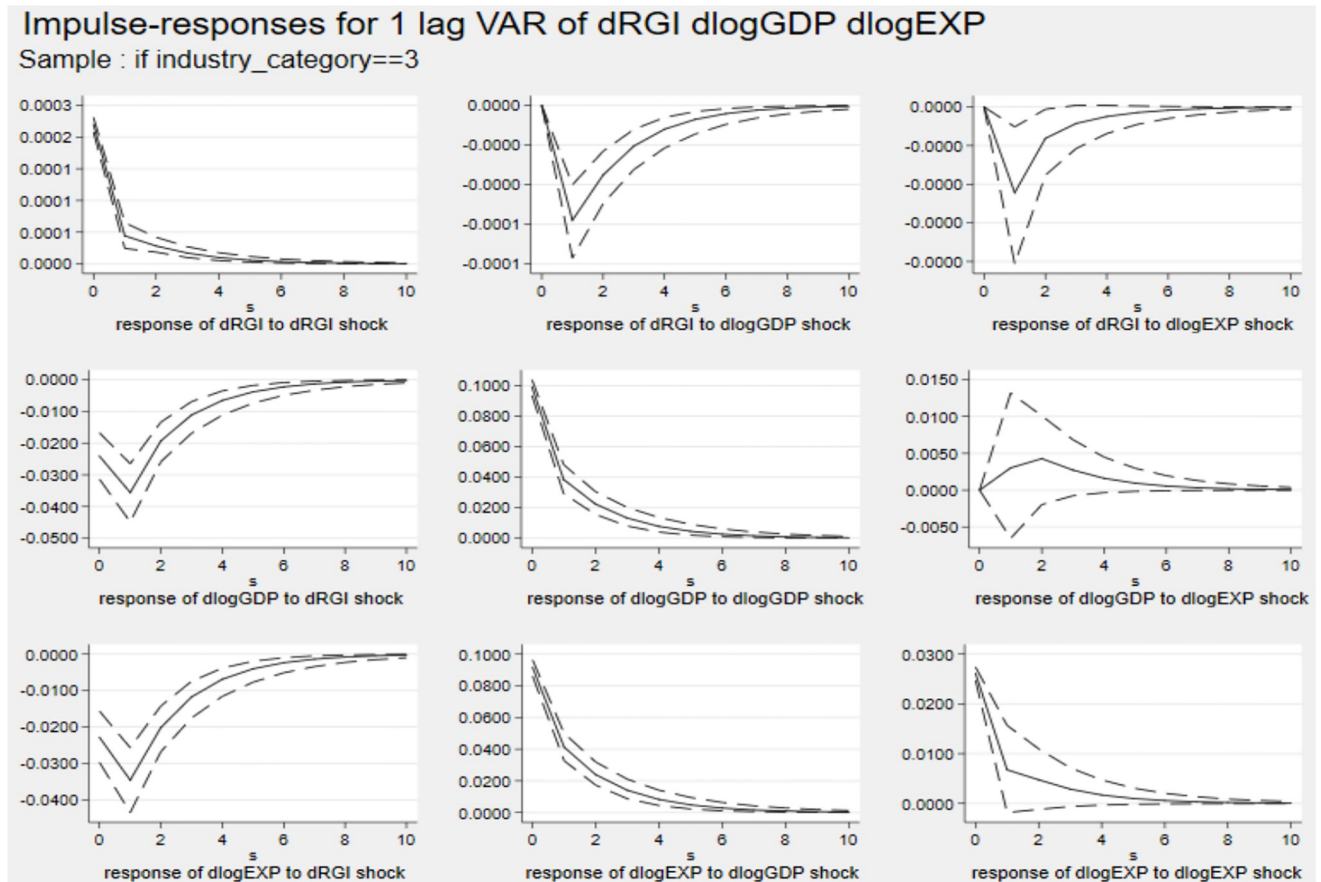 Impulse-responses for 1 lag VAR of dRGI dlogGDP dlogEXP
Sample : if industry_category==3
0.0003
0.0002
0.0001
0.0001
0.0001
0.0000
0 2 4 6 8 10
s
response of dRGI to dRGI shock
0.0000
-0.0000
-0.0000
-0.0001
-0.0001
0 2 4 6 8 10
s
response of dRGI to dlogGDP shock
0.0000
-0.0000
-0.0000
-0.0000
-0.0000
0 2 4 6 8 10
s
response of dRGI to dlogEXP shock
0.0000
-0.0100
-0.0200
-0.0300
-0.0400
-0.0500
0 2 4 6 8 10
s
response of dlogGDP to dRGI shock
0.1000
0.0800
0.0600
0.0400
0.0200
0.0000
0 2 4 6 8 10
s
response of dlogGDP to dlogGDP shock
0.0150
0.0100
0.0050
0.0000
-0.0050
0 2 4 6 8 10
s
response of dlogGDP to dlogEXP shock
0.0000
-0.0100
-0.0200
-0.0300
-0.0400
0 2 4 6 8 10
s
response of dlogEXP to dRGI shock
0.1000
0.0800
0.0600
0.0400
0.0200
0.0000
0 2 4 6 8 10
s
response of dlogEXP to dlogGDP shock
0.0300
0.0200
0.0100
0.0000
0 2 4 6 8 10
s
response of dlogEXP to dlogEXP shock